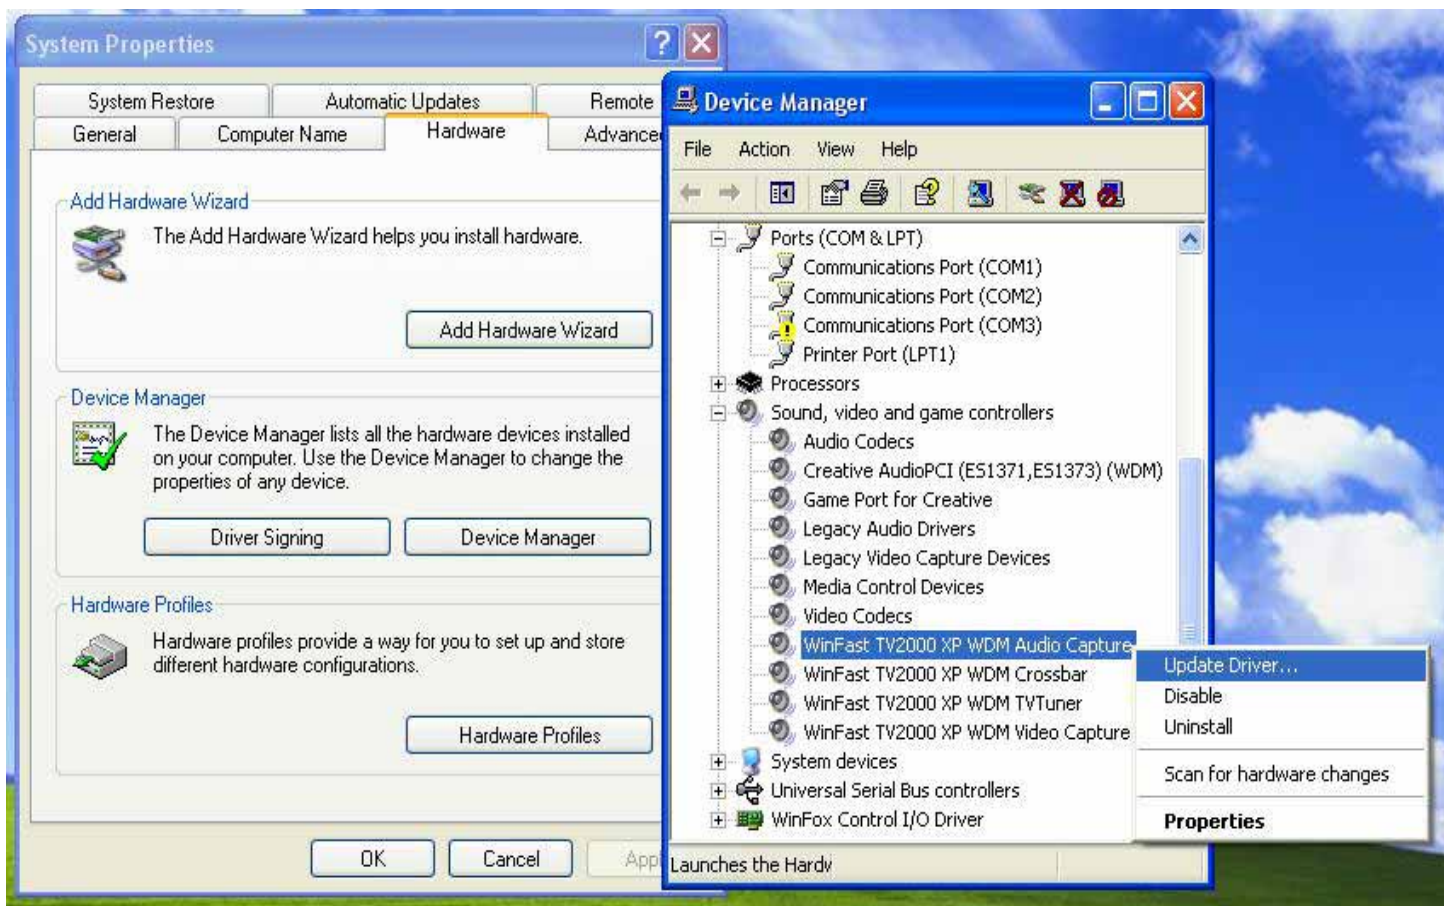 System Properties
System Restore
Automatic Updates
Remote
General
Computer Name
Hardware
Advanced
Add Hardware Wizard
The Add Hardware Wizard helps you install hardware.
Add Hardware Wizard
Device Manager
The Device Manager lists all the hardware devices installed
on your computer. Use the Device Manager to change the
properties of any device.
Driver Signing
Device Manager
Hardware Profiles
Hardware profiles provide a way for you to set up and store
different hardware configurations.
Hardware Profiles
OK
Cancel
App
Device Manager
File
Action
View
Help
Ports (COM & LPT)
Communications Port (COM1)
Communications Port (COM2)
Communications Port (COM3)
Printer Port (LPT1)
Processors
Sound, video and game controllers
Audio Codecs
Creative AudioPCI (ES1371,ES1373) (WDM)
Game Port for Creative
Legacy Audio Drivers
Legacy Video Capture Devices
Media Control Devices
Video Codecs
WinFast TV2000 XP WDM Audio Capture
WinFast TV2000 XP WDM Crossbar
WinFast TV2000 XP WDM TVTuner
WinFast TV2000 XP WDM Video Capture
System devices
Universal Serial Bus controllers
WinFox Control I/O Driver
Launches the Hardw
Update Driver...
Disable
Uninstall
Scan for hardware changes
Properties